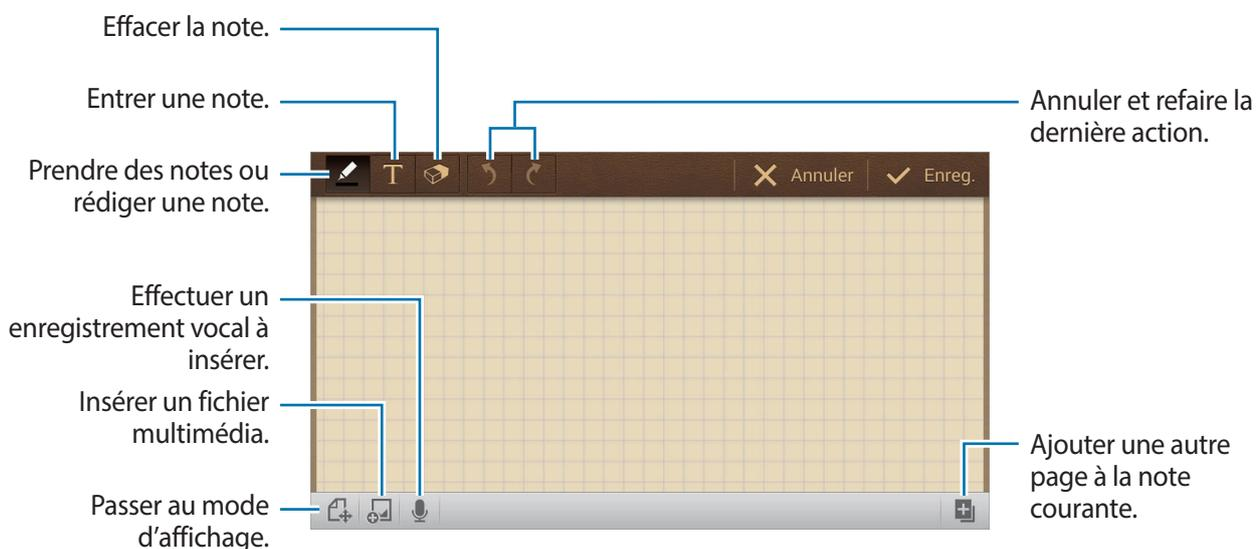 Effacer la note.
Entrer une note.
Prendre des notes ou
rédiger une note.
Effectuer un
enregistrement vocal à
insérer.
Insérer un fichier
multimédia.
Passer au mode
d'affichage.
T
Annuler
Enreg.
Annuler et refaire la
dernière action.
Ajouter une autre
page à la note
courante.